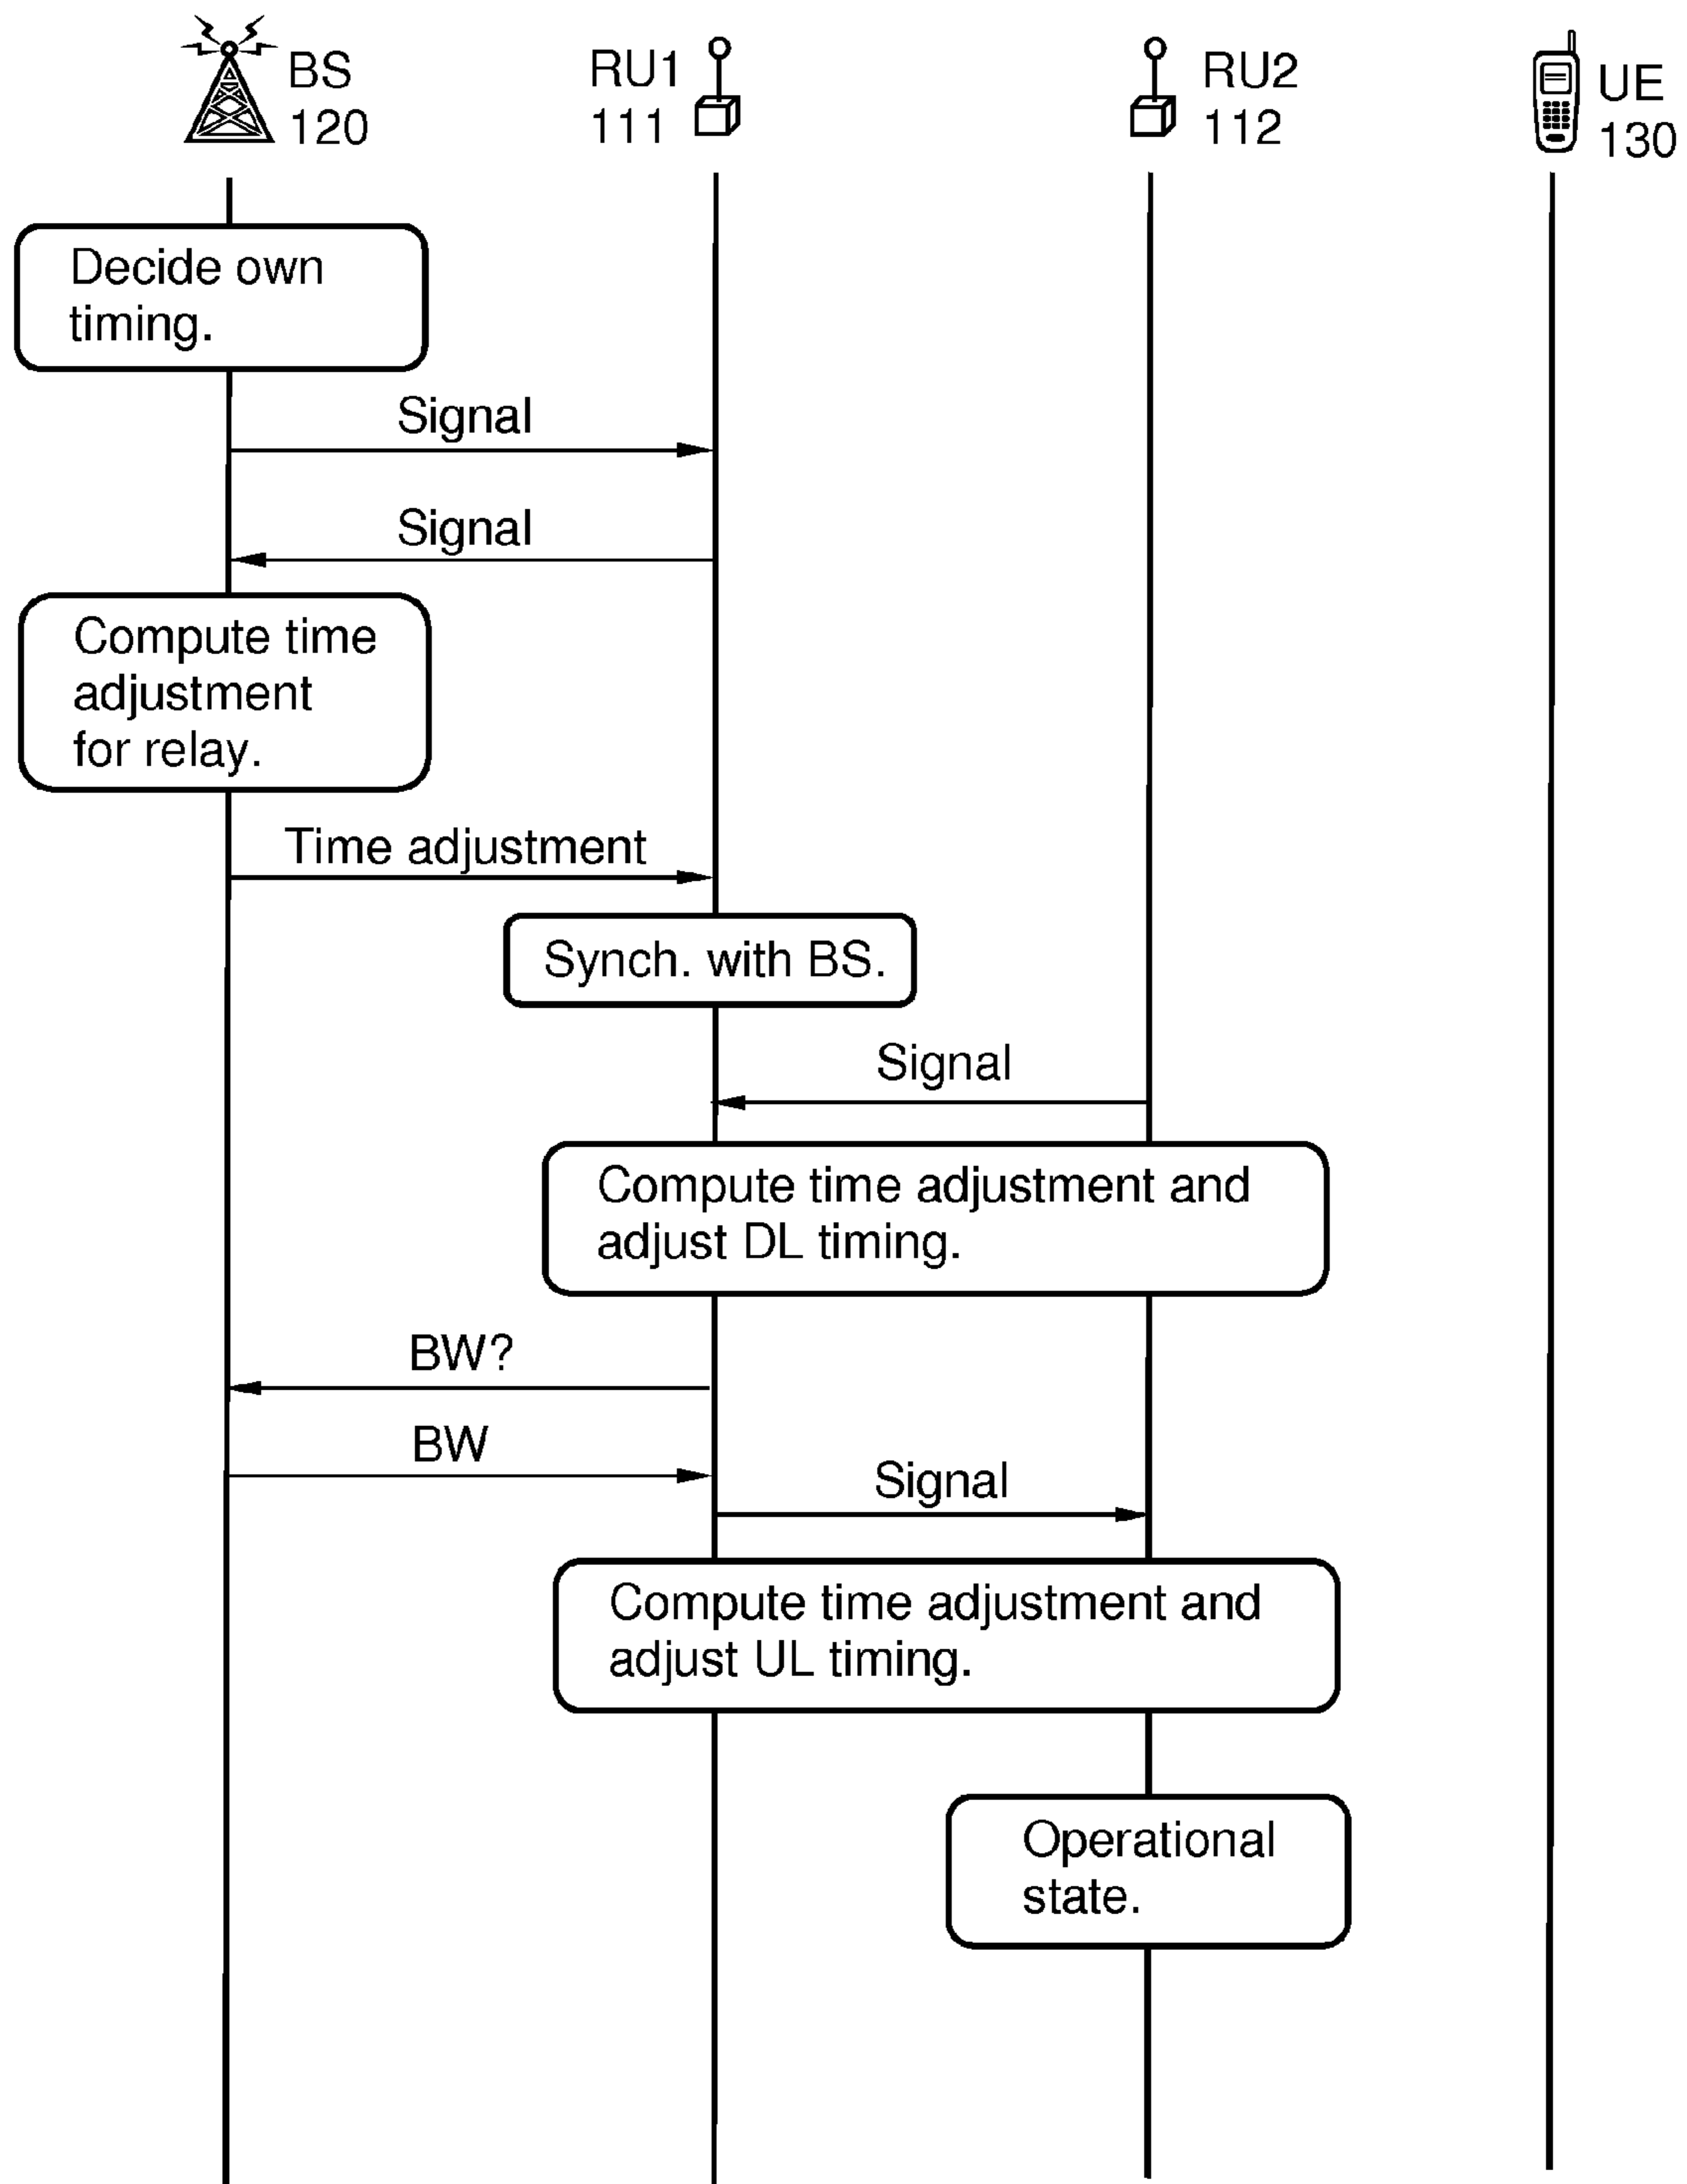 BS
120
RU1
111
RU2
112
UE
130
Decide own
timing.
Signal
Signal
Compute time
adjustment
for relay.
Time adjustment
Synch. with BS.
Signal
Compute time adjustment and
adjust DL timing.
BW?
BW
Signal
Compute time adjustment and
adjust UL timing.
Operational
state.